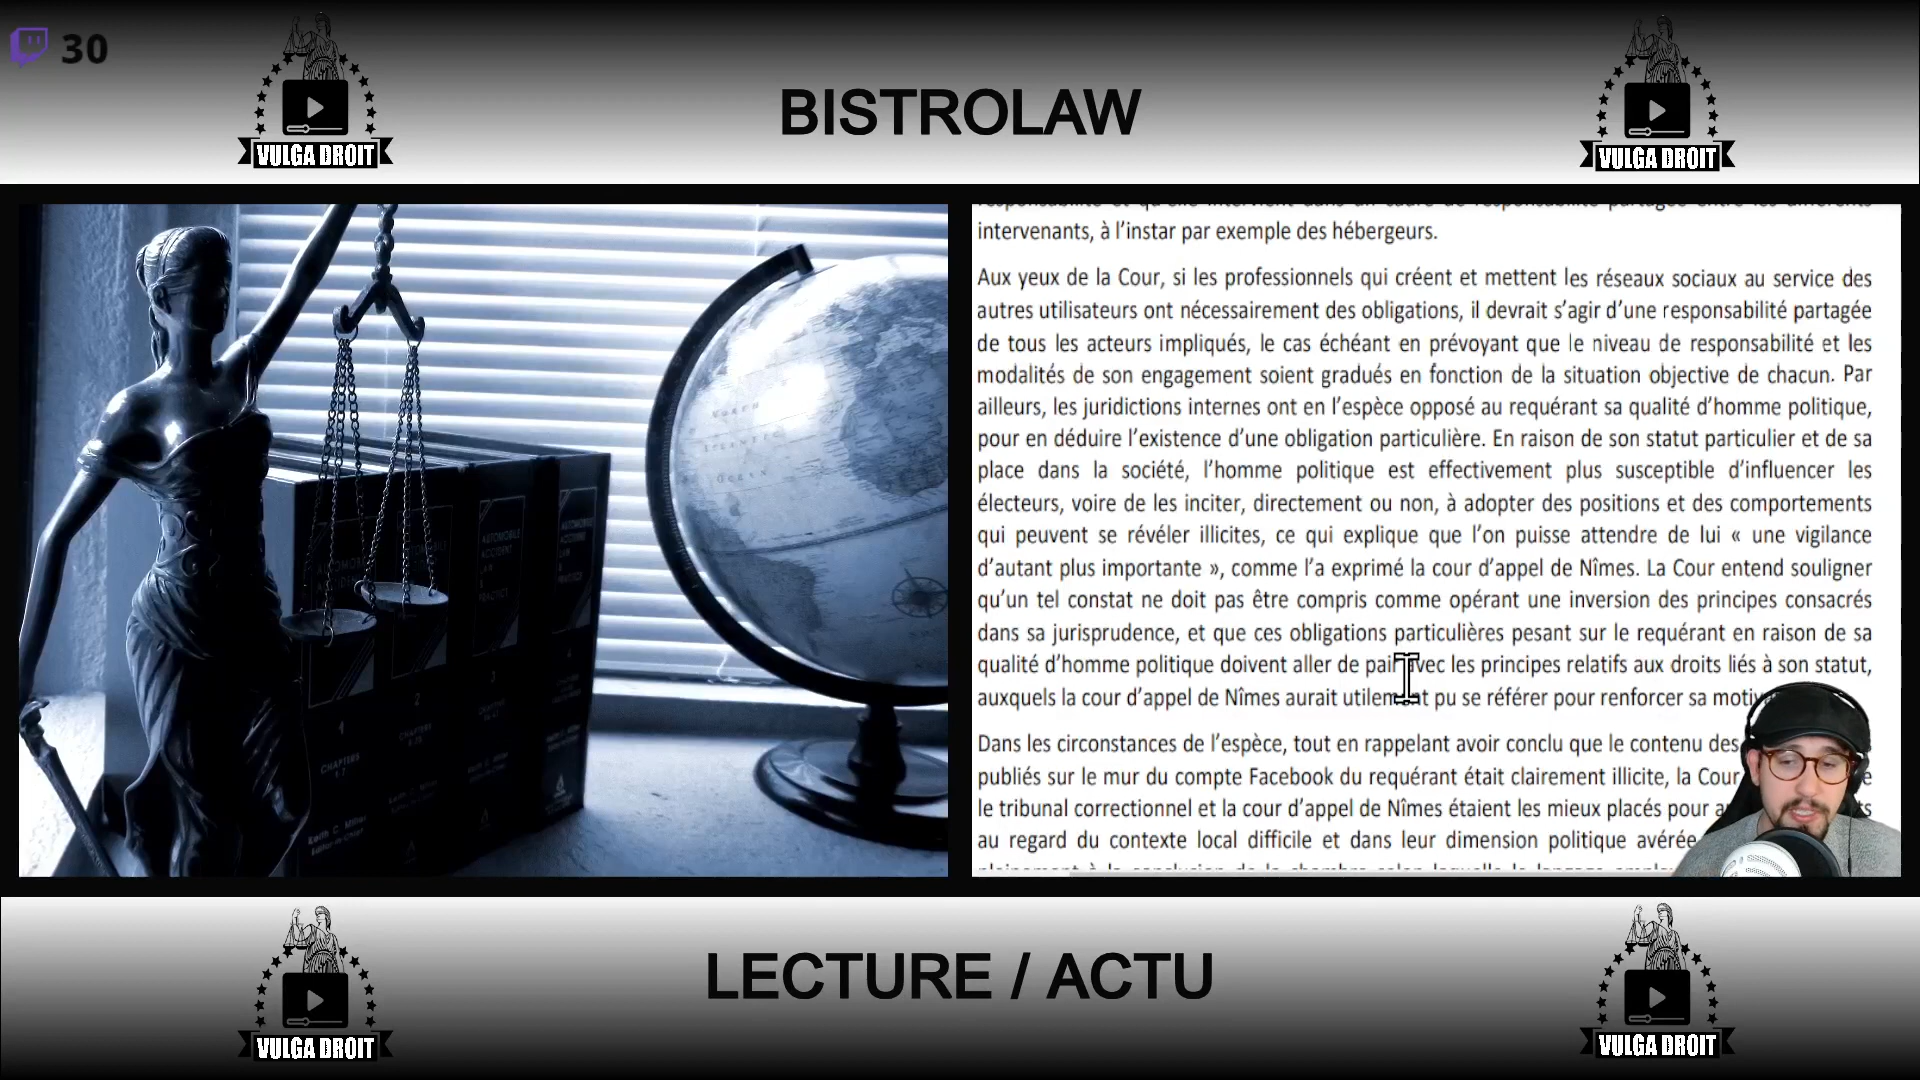 30
VULGA DROIT
BISTROLAW
VULGA DROIT
intervenants, à l’instar par exemple des hébergeurs.
Aux yeux de la Cour, si les professionnels qui créent et mettent les réseaux sociaux au service des
autres utilisateurs ont nécessairement des obligations, il devrait s’agir d’une responsabilité partagée
de tous les acteurs impliqués, le cas échéant en prévoyant que le niveau de responsabilité et les
modalités de son engagement soient gradués en fonction de la situation objective de chacun. Par
ailleurs, les juridictions internes ont en l’espèce opposé au requérant sa qualité d’homme politique,
pour en déduire l’existence d’une obligation particulière. En raison de son statut particulier et de sa
place dans la société, l’homme politique est effectivement plus susceptible d’influencer les
électeurs, voire de les inciter, directement ou non, à adopter des positions et des comportements
qui peuvent se révéler illicites, ce qui explique que l’on puisse attendre de lui « une vigilance
d’autant plus importante », comme l’a exprimé la cour d’appel de Nîmes. La Cour entend souligner
qu’un tel constat ne doit pas être compris comme opérant une inversion des principes consacrés
dans sa jurisprudence, et que ces obligations particulières pesant sur le requérant en raison de sa
qualité d’homme politique doivent aller de pair avec les principes relatifs aux droits liés à son statut,
auxquels la cour d’appel de Nîmes aurait utilement pu se référer pour renforcer sa
Dans les circonstances de l’espèce, tout en rappelant avoir conclu que le contenu des
publiés sur le mur du compte Facebook du requérant était clairement illicite, la Cour
le tribunal correctionnel et la cour d’appel de Nîmes étaient les mieux placés pour
au regard du contexte local difficile et dans leur dimension politique avérée
AUTOMOBILE
ACCIDENT
LAW
&
PRACTICE
1
CHAPTERS
1-7
2
CHAPTERS
3
4
Keith C. Miller
VULGA DROIT
LECTURE / ACTU
VULGA DROIT